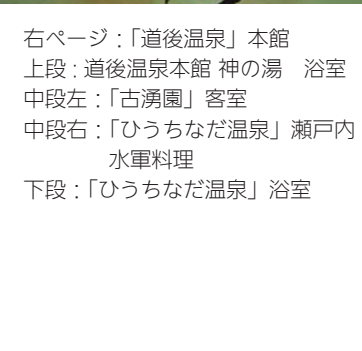 右ページ：「道後温泉」本館
上段：道後温泉本館 神の湯　浴室
中段左：「古湧園」客室
中段右：「ひうちなだ温泉」瀬戸内
水軍料理
下段：「ひうちなだ温泉」浴室